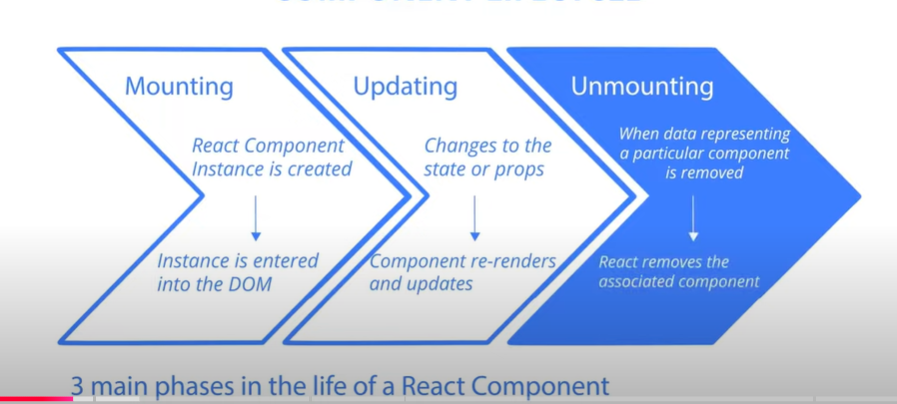 Mounting
React Component
Instance is created
Instance is entered
into the DOM
Updating
Changes to the
state or props
Component re-renders
and updates
Unmounting
When data representing
a particular component
is removed
React removes the
associated component
3 main phases in the life of a React Component